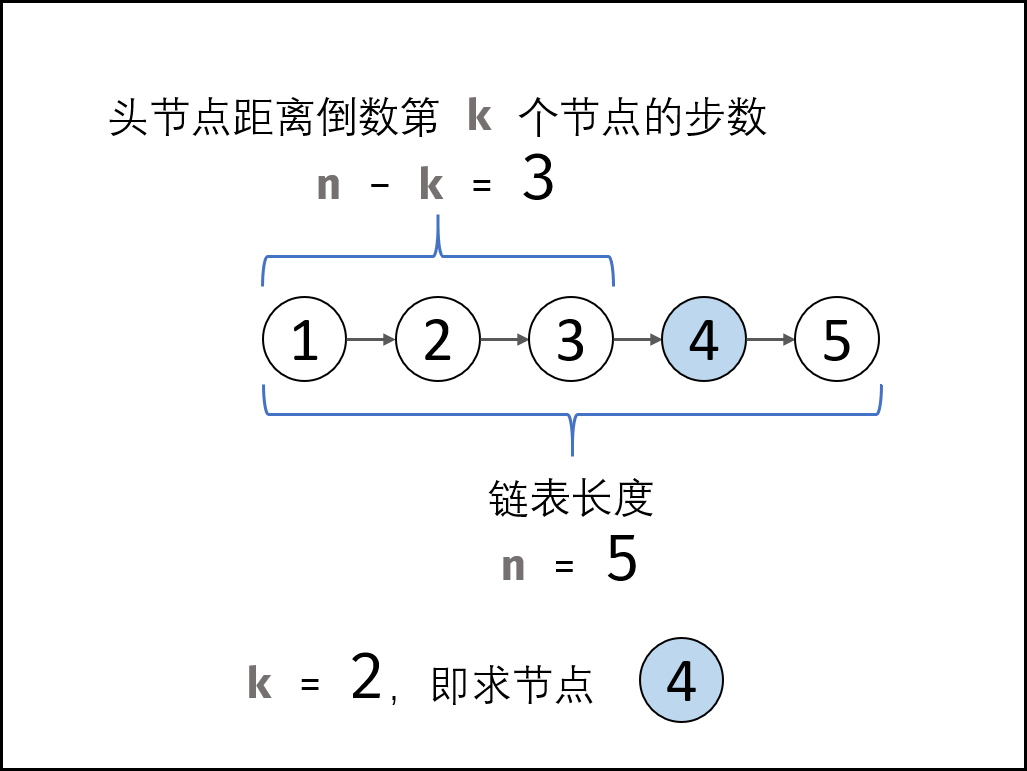 头节点距离倒数第 k 个节点的步数
n - k = 3
1 2 3 4 5
链表长度
n = 5
k = 2, 即求节点 4